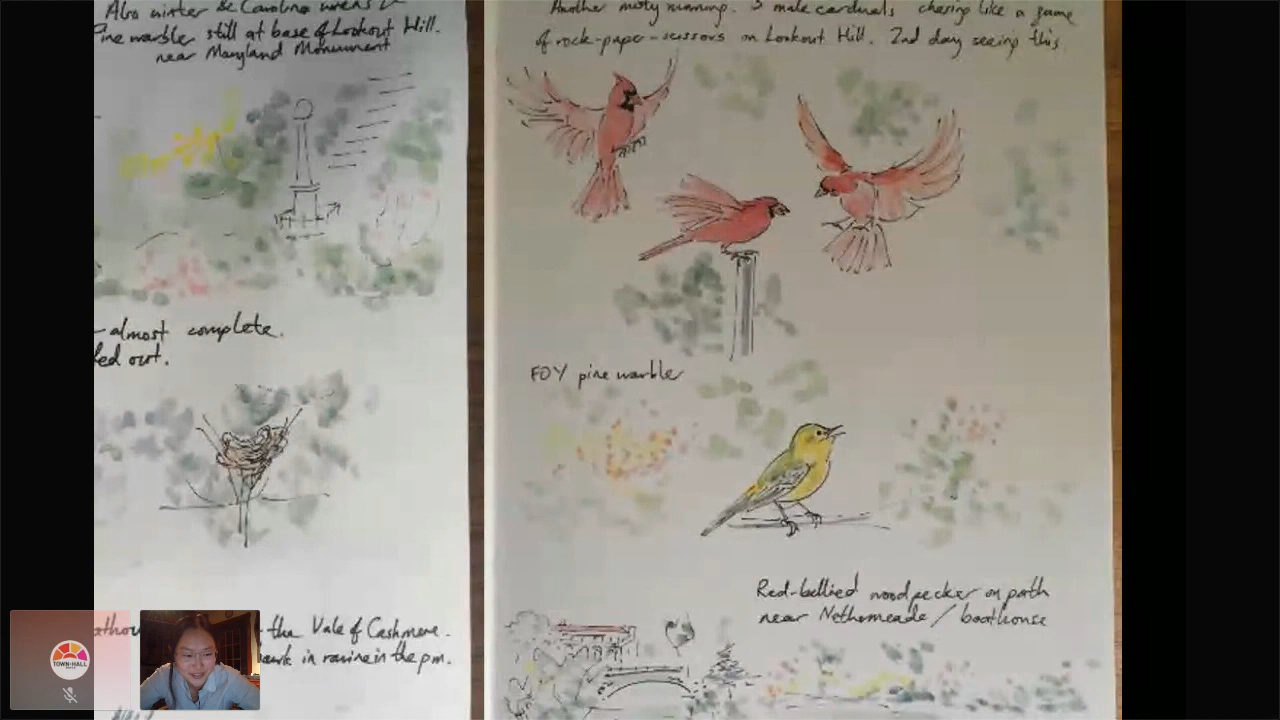 Also winter & Carolina wrens
Pine warbler still at base of Lookout Hill.
near Maryland Monument
almost complete.
out.
the Vale of Cashmere.
hawk in ravine in the pm.
Another misty morning. 3 male cardinals chasing like a game
of rock-paper-scissors on Lookout Hill. 2nd day seeing this.
FOY pine warbler
Red-bellied woodpecker on path
near Nethermeade / boathouse
TOWN HALL